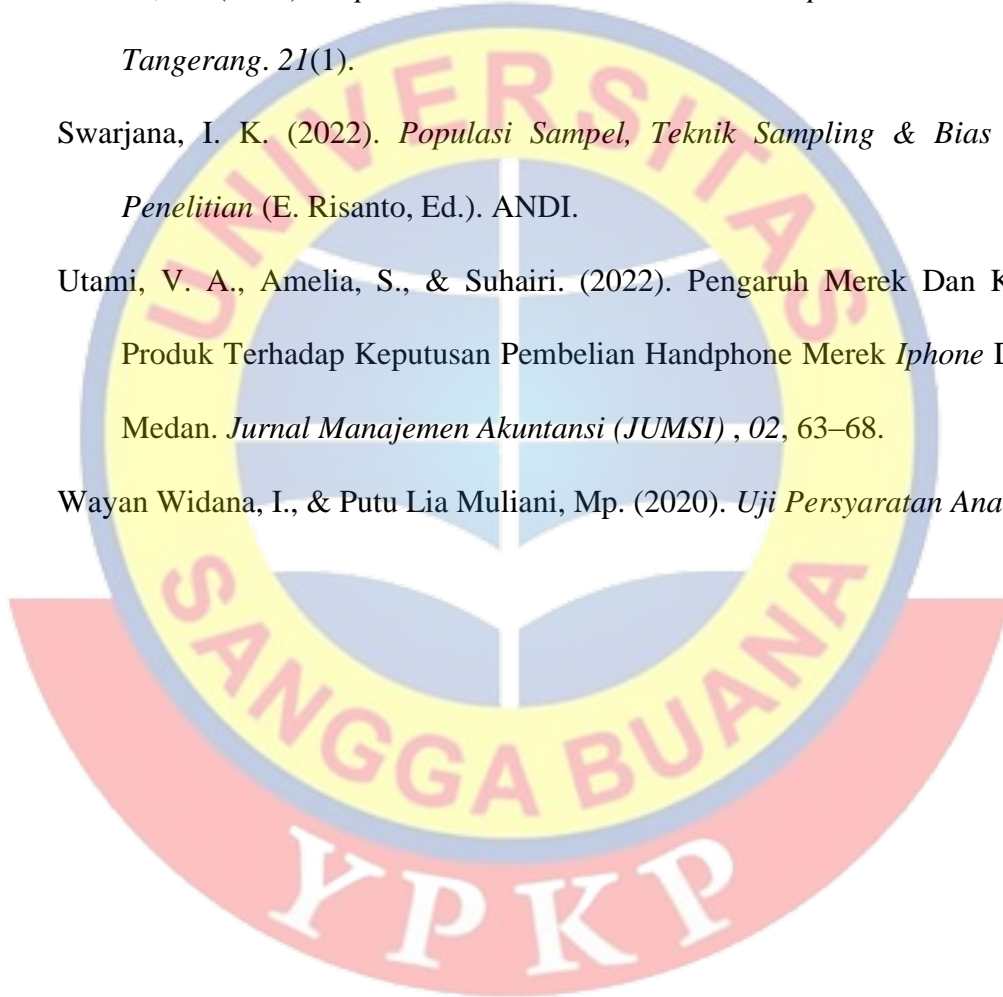 Tangerang. 21(1).
Swarjana, I. K. (2022). Populasi Sampel, Teknik Sampling & Bias
Penelitian (E. Risanto, Ed.). ANDI.
Utami, V. A., Amelia, S., & Suhairi. (2022). Pengaruh Merek Dan K
Produk Terhadap Keputusan Pembelian Handphone Merek Iphone D
Medan. Jurnal Manajemen Akuntansi (JUMSI) , 02, 63–68.
Wayan Widana, I., & Putu Lia Muliani, Mp. (2020). Uji Persyaratan Ana
UNIVERSITAS
SANGGA BUANA
YPKP